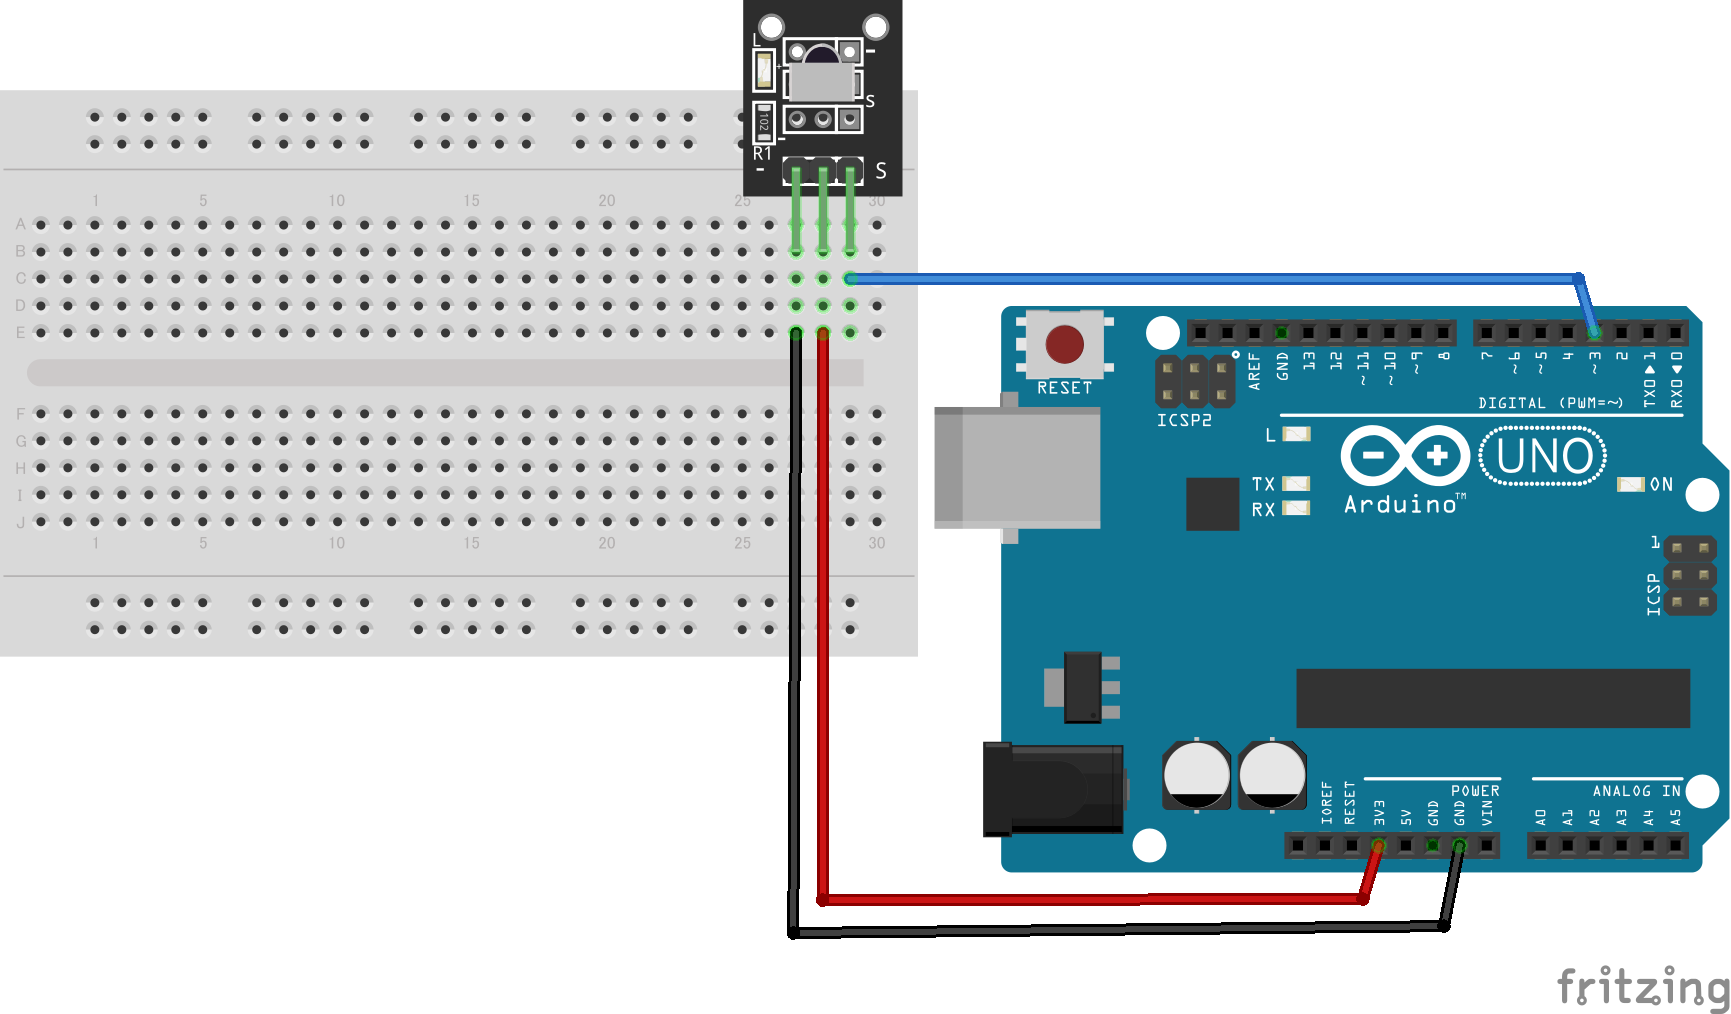 L
+
-
S
102
-
R1
-
S
1 5 10 15 20 25 30
A
B
C
D
E
F
G
H
I
J
1 5 10 15 20 25 30
RESET
ICSP2
AREF
GND
13
12
~11
~10
~9
8
7
~6
~5
4
~3
2
TX0 ▶ 1
RX0 ◀ 0
DIGITAL (PWM=~)
L
TX
RX
Arduino™
UNO
ON
1
ICSP
IOREF
RESET
3V3
5V
GND
GND
VIN
POWER
ANALOG IN
A0
A1
A2
A3
A4
A5
fritzing